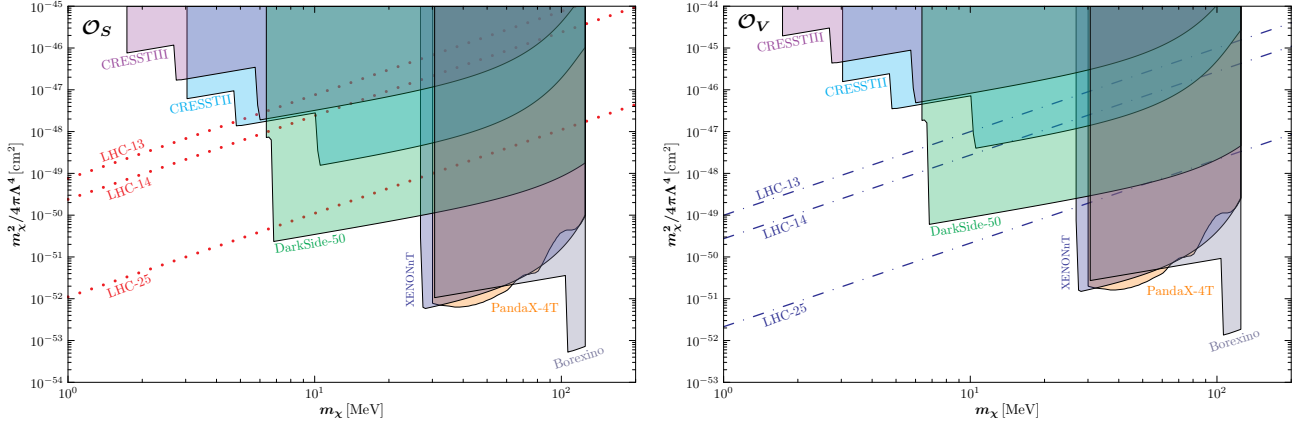 𝓞_S
10^-45
10^-46
10^-47
10^-48
10^-49
10^-50
10^-51
10^-52
10^-53
10^-54
m_χ^2/4πΛ^4 [cm^2]
CRESSTIII
CRESSTII
LHC-13
LHC-14
DarkSide-50
LHC-25
XENONnT
PandaX-4T
Borexino
10^0
10^1
10^2
m_χ [MeV]
𝓞_V
10^-44
10^-45
10^-46
10^-47
10^-48
10^-49
10^-50
10^-51
10^-52
10^-53
m_χ^2/4πΛ^4 [cm^2]
CRESSTIII
CRESSTII
LHC-13
LHC-14
DarkSide-50
XENONnT
PandaX-4T
LHC-25
Borexino
10^0
10^1
10^2
m_χ [MeV]